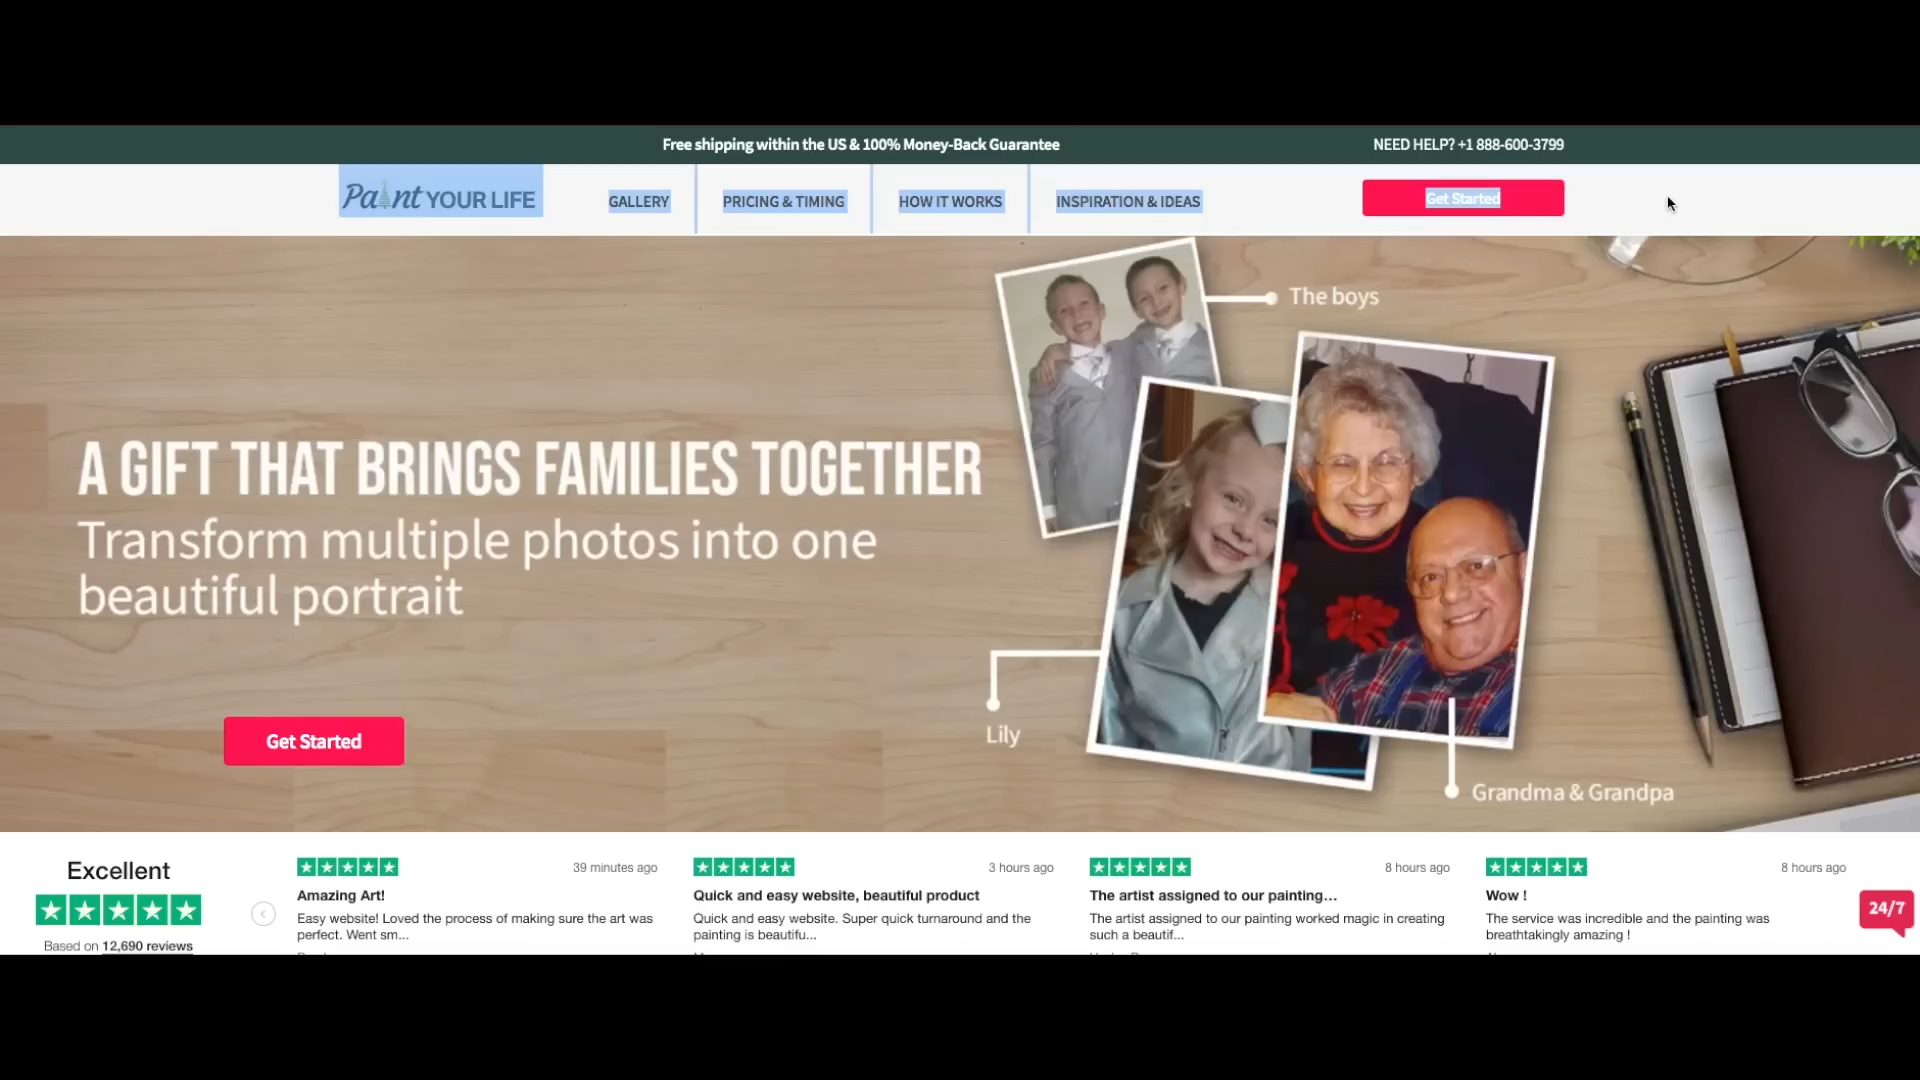 Free shipping within the US & 100% Money-Back Guarantee
NEED HELP? +1 888-600-3799
Paint YOUR LIFE
GALLERY
PRICING & TIMING
HOW IT WORKS
INSPIRATION & IDEAS
Get Started
The boys
A GIFT THAT BRINGS FAMILIES TOGETHER
Transform multiple photos into one
beautiful portrait
Lily
Get Started
Grandma & Grandpa
Excellent
Based on 12,690 reviews
39 minutes ago
Amazing Art!
Easy website! Loved the process of making sure the art was
perfect. Went sm...
3 hours ago
Quick and easy website, beautiful product
Quick and easy website. Super quick turnaround and the
painting is beautifu...
8 hours ago
The artist assigned to our painting...
The artist assigned to our painting worked magic in creating
such a beautif...
8 hours ago
Wow !
The service was incredible and the painting was
breathtakingly amazing !
24/7